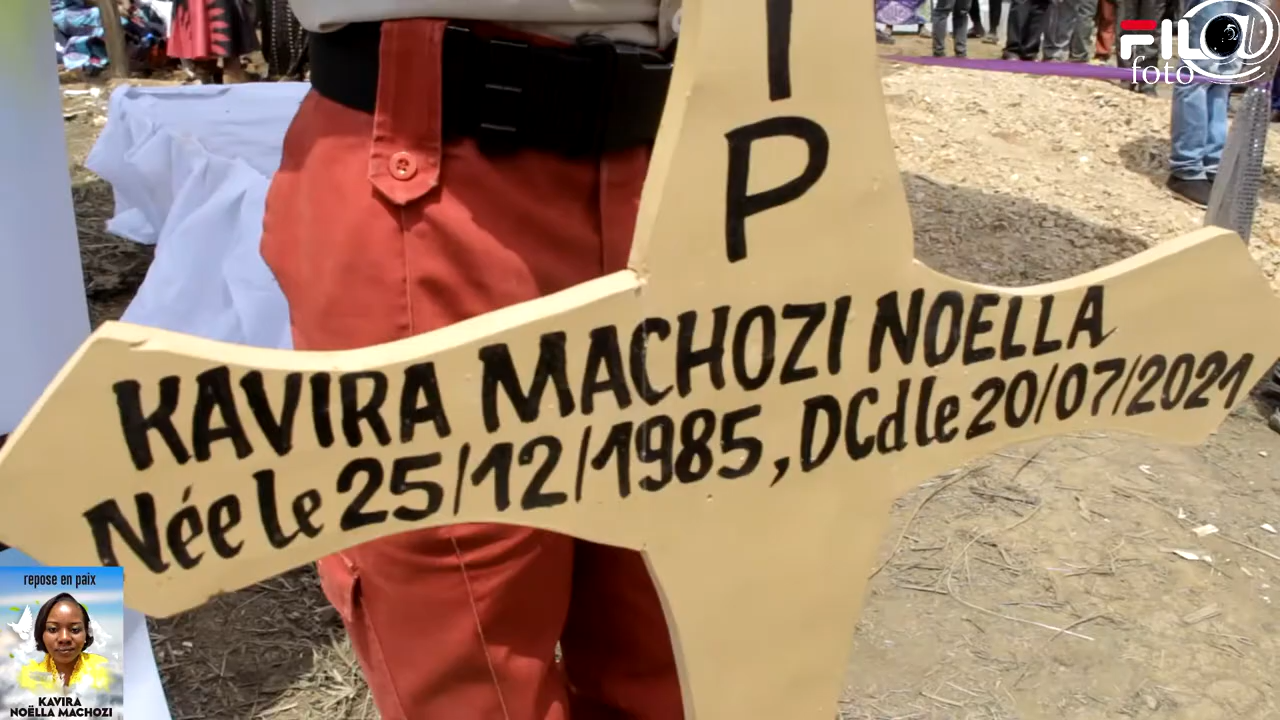 FIL@
foto
I
P
KAVIRA MACHOZI NOELLA
Née le 25/12/1985, DCd le 20/07/2021
repose en paix
KAVIRA
NOËLLA MACHOZI